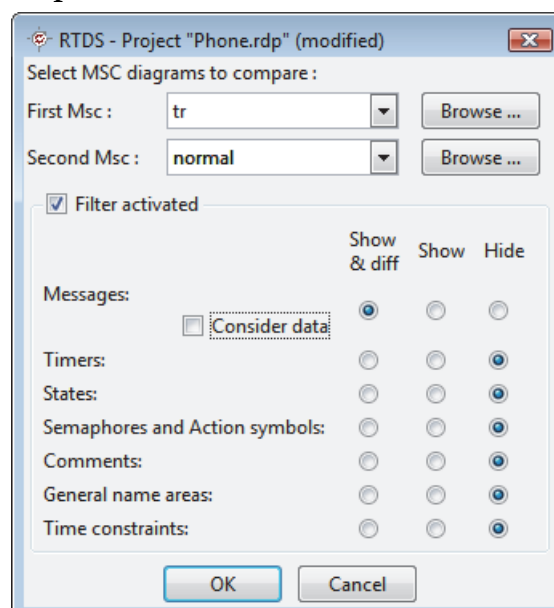 RTDS - Project "Phone.rdp" (modified)
Select MSC diagrams to compare :
First Msc : tr Browse ...
Second Msc : normal Browse ...
Filter activated
Show & diff Show Hide
Messages:
Consider data
Timers:
States:
Semaphores and Action symbols:
Comments:
General name areas:
Time constraints:
OK Cancel